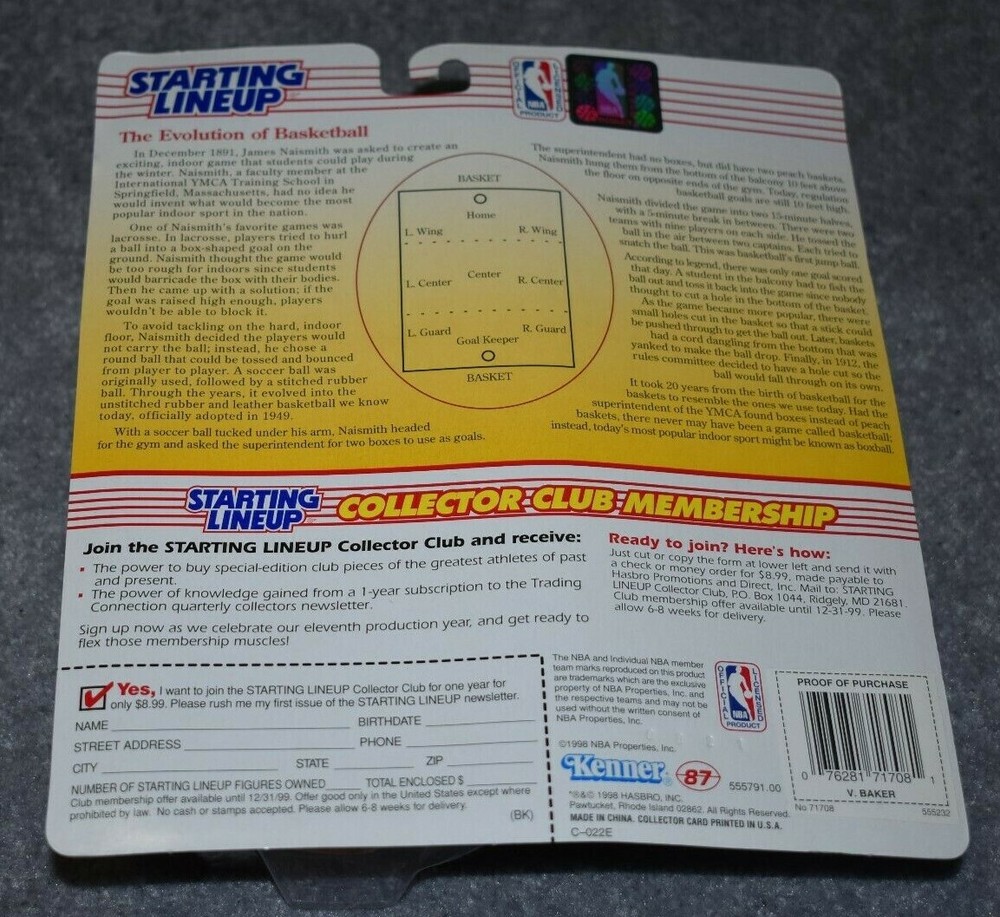 STARTING
LINEUP
OFFICIAL LICENSED
NBA
PRODUCT
The Evolution of Basketball
In December 1891, James Naismith was asked to create an
exciting, indoor game that students could play during
the winter. Naismith, a faculty member at the
International YMCA Training School in
Springfield, Massachusetts, had no idea he
would invent what would become the most
popular indoor sport in the nation.
One of Naismith's favorite games was
lacrosse. In lacrosse, players tried to hurl
a ball into a box-shaped goal on the
ground. Naismith thought the game would
be too rough for indoors since students
would barricade the box with their bodies.
Then he came up with a solution; if the
goal was raised high enough, players
wouldn't be able to block it.
To avoid tackling on the hard, indoor
floor, Naismith decided the players would
not carry the ball; instead, he chose a
round ball that could be tossed and bounced
from player to player. A soccer ball was
originally used, followed by a stitched rubber
ball. Through the years, it evolved into the
unstitched rubber and leather basketball we know
today, officially adopted in 1949.
With a soccer ball tucked under his arm, Naismith headed
for the gym and asked the superintendent for two boxes to use as goals.
BASKET
Home
L. Wing R. Wing
Center
L. Center R. Center
L. Guard R. Guard
Goal Keeper
BASKET
The superintendent had no boxes, but did have two peach baskets.
Naismith hung them from the bottom of the balcony 10 feet above
the floor on opposite ends of the gym. Today, regulation
basketball goals are still 10 feet high.
Naismith divided the game into two 15-minute halves,
with a 5-minute break in between. There were two
teams with nine players on each side. He tossed the
ball in the air between two captains. Each tried to
snatch the ball. This was basketball's first jump ball.
According to legend, there was only one goal scored
that day. A student in the balcony had to fish the
ball out and toss it back into the game since nobody
thought to cut a hole in the bottom of the basket.
As the game became more popular, there were
small holes cut in the basket so that a stick could
be pushed through to get the ball out. Later, baskets
had a cord dangling from the bottom that was
yanked to make the ball drop. Finally, in 1912, the
rules committee decided to have a hole cut so the
ball would fall through on its own.
It took 20 years from the birth of basketball for the
baskets to resemble the ones we use today. Had the
superintendent of the YMCA found boxes instead of peach
baskets, there never may have been a game called basketball;
instead, today's most popular indoor sport might be known as boxball.
STARTING
LINEUP
COLLECTOR CLUB MEMBERSHIP
Join the STARTING LINEUP Collector Club and receive:
▪ The power to buy special-edition club pieces of the greatest athletes of past
and present.
▪ The power of knowledge gained from a 1-year subscription to the Trading
Connection quarterly collectors newsletter.
Sign up now as we celebrate our eleventh production year, and get ready to
flex those membership muscles!
Ready to join? Here's how:
Just cut or copy the form at lower left and send it with
a check or money order for $8.99, made payable to
Hasbro Promotions and Direct, Inc. Mail to: STARTING
LINEUP Collector Club, P.O. Box 1044, Ridgely, MD 21681.
Club membership offer available until 12-31-99. Please
allow 6-8 weeks for delivery.
Yes, I want to join the STARTING LINEUP Collector Club for one year for
only $8.99. Please rush me my first issue of the STARTING LINEUP newsletter.
NAME BIRTHDATE
STREET ADDRESS PHONE
CITY STATE ZIP
NUMBER OF STARTING LINEUP FIGURES OWNED TOTAL ENCLOSED $
Club membership offer available until 12/31/99. Offer good only in the United States except where
prohibited by law. No cash or stamps accepted. Please allow 6-8 weeks for delivery.
(BK)
The NBA and Individual NBA member
team marks reproduced on this product
are trademarks which are the exclusive
property of NBA Properties, Inc. and
the respective teams and may not be
used without the written consent of
NBA Properties, Inc.
©1998 NBA Properties, Inc.
OFFICIAL LICENSED
NBA
PRODUCT
Kenner 87 555791.00
*®&© 1998 HASBRO, INC.
Pawtucket, Rhode Island 02862. All Rights Reserved.
MADE IN CHINA. COLLECTOR CARD PRINTED IN U.S.A.
C-022E
PROOF OF PURCHASE
0 76281 71708 1
V. BAKER
No 71708 555232